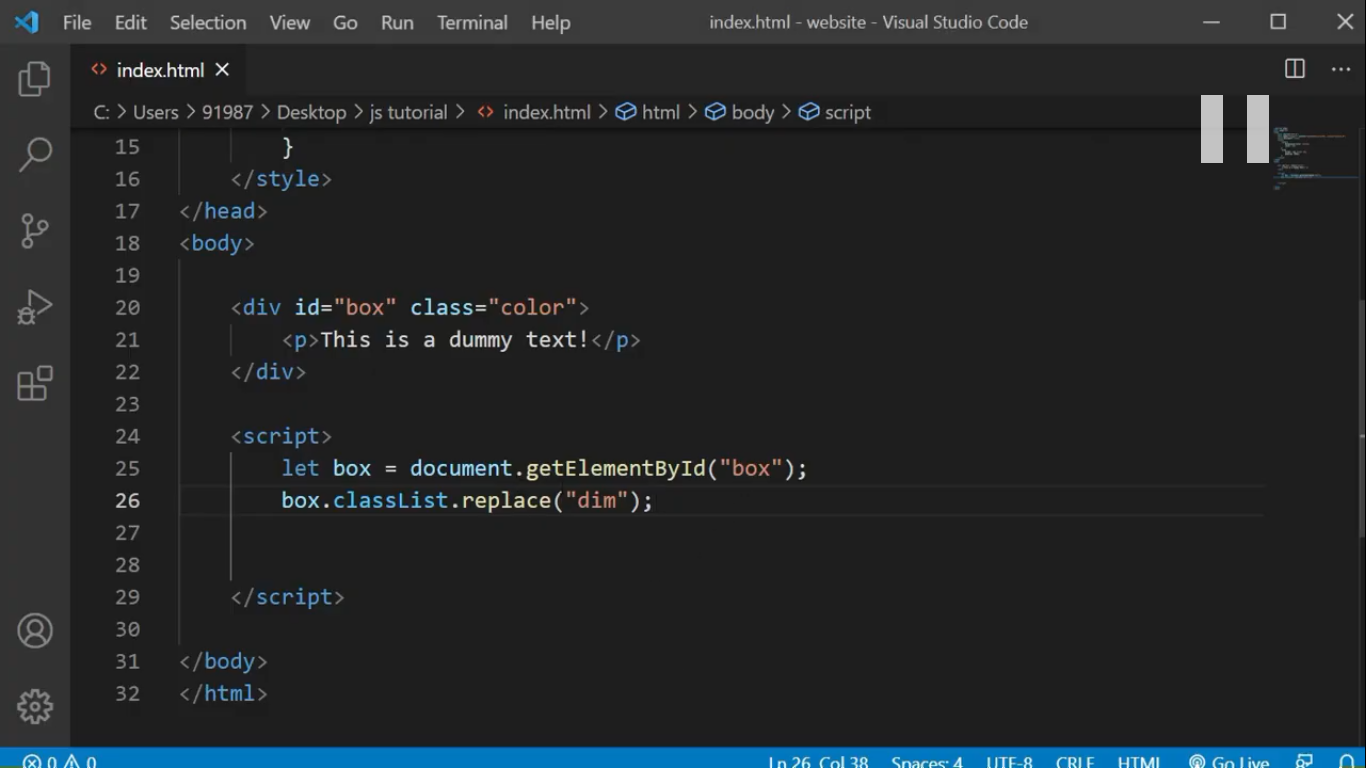 File Edit Selection View Go Run Terminal Help index.html - website - Visual Studio Code
index.html
C: > Users > 91987 > Desktop > js tutorial > index.html > html > body > script
15 }
16 </style>
17 </head>
18 <body>
19
20 <div id="box" class="color">
21 <p>This is a dummy text!</p>
22 </div>
23
24 <script>
25 let box = document.getElementById("box");
26 box.classList.replace("dim");
27
28
29 </script>
30
31 </body>
32 </html>
0 0 Ln 26, Col 38 Spaces: 4 UTF-8 CRLF HTML Go Live